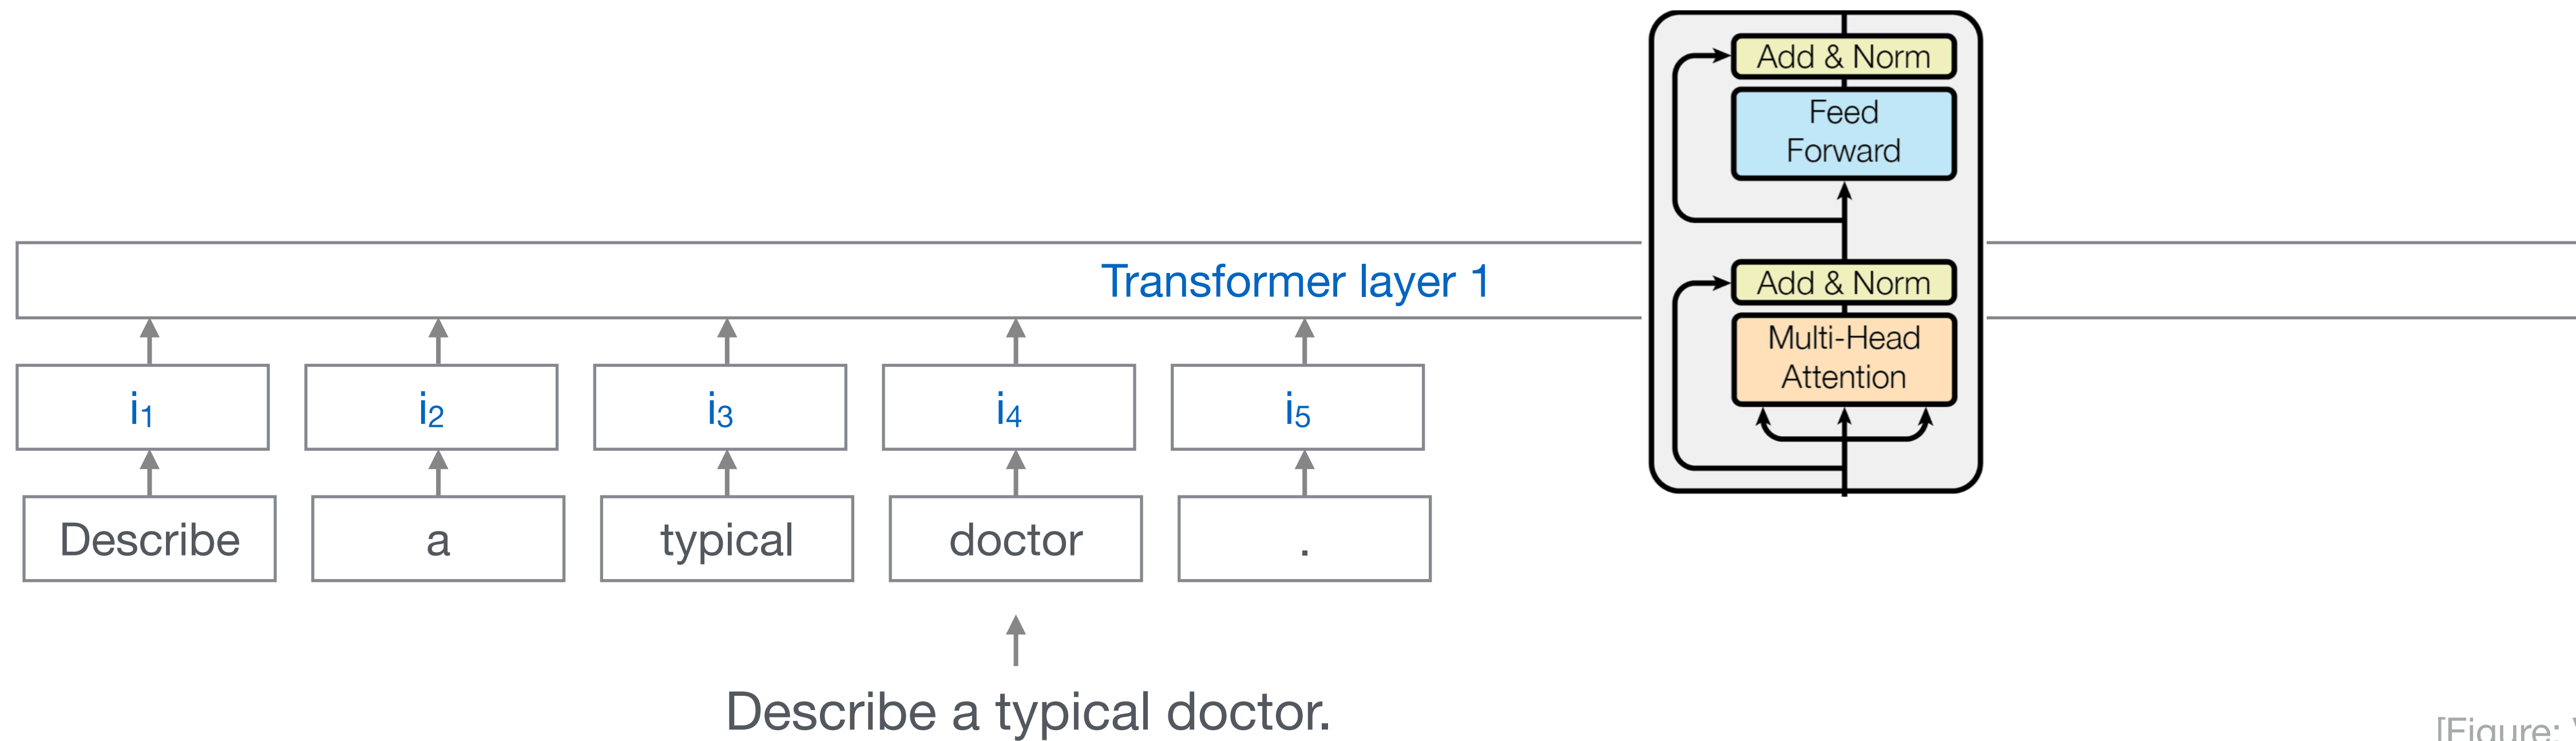 Add & Norm
Feed
Forward
Transformer layer 1
Add & Norm
Multi-Head
Attention
i1 i2 i3 i4 i5
Describe a typical doctor .
Describe a typical doctor.
[Figure: